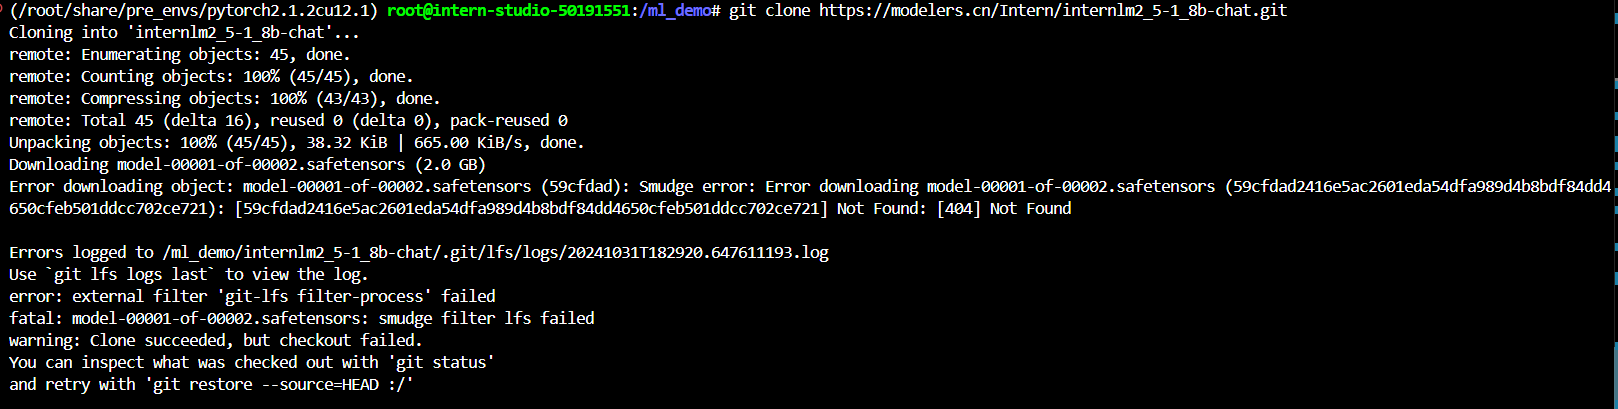 (/root/share/pre_envs/pytorch2.1.2cu12.1) root@intern-studio-50191551:/ml_demo# git clone https://modelers.cn/Intern/internlm2_5-1_8b-chat.git
Cloning into 'internlm2_5-1_8b-chat'...
remote: Enumerating objects: 45, done.
remote: Counting objects: 100% (45/45), done.
remote: Compressing objects: 100% (43/43), done.
remote: Total 45 (delta 16), reused 0 (delta 0), pack-reused 0
Unpacking objects: 100% (45/45), 38.32 KiB | 665.00 KiB/s, done.
Downloading model-00001-of-00002.safetensors (2.0 GB)
Error downloading object: model-00001-of-00002.safetensors (59cfdad): Smudge error: Error downloading model-00001-of-00002.safetensors (59cfdad2416e5ac2601eda54dfa989d4b8bdf84dd4
650cfeb501ddcc702ce721): [59cfdad2416e5ac2601eda54dfa989d4b8bdf84dd4650cfeb501ddcc702ce721] Not Found: [404] Not Found
Errors logged to /ml_demo/internlm2_5-1_8b-chat/.git/lfs/logs/20241031T182920.647611193.log
Use `git lfs logs last` to view the log.
error: external filter 'git-lfs filter-process' failed
fatal: model-00001-of-00002.safetensors: smudge filter lfs failed
warning: Clone succeeded, but checkout failed.
You can inspect what was checked out with 'git status'
and retry with 'git restore --source=HEAD :/'